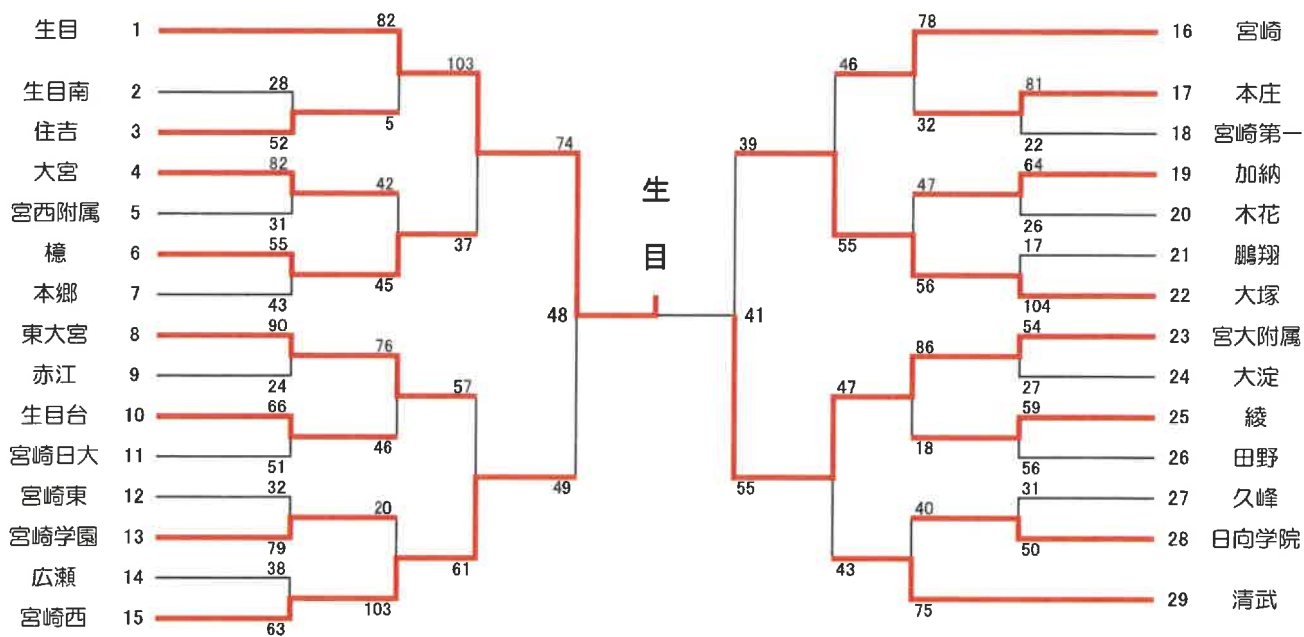 生目 1 82
103
生目南 2 28
住吉 3 52 5
74
大宮 4 82 42
宮西附属 5 31
檍 6 55 37
本郷 7 43 45
48
東大宮 8 90 76
赤江 9 24 57
生目台 10 66
宮崎日大 11 51 46
49
宮崎東 12 32
宮崎学園 13 79 20
61
広瀬 14 38
宮崎西 15 63 103
生目
78 16 宮崎
46
81 17 本庄
32 22 18 宮崎第一
39
47 64 19 加納
26 20 木花
55 17 21 鵬翔
56 104 22 大塚
41
86 54 23 宮大附属
27 24 大淀
47 59 25 綾
18 56 26 田野
55
40 31 27 久峰
50 28 日向学院
43
75 29 清武